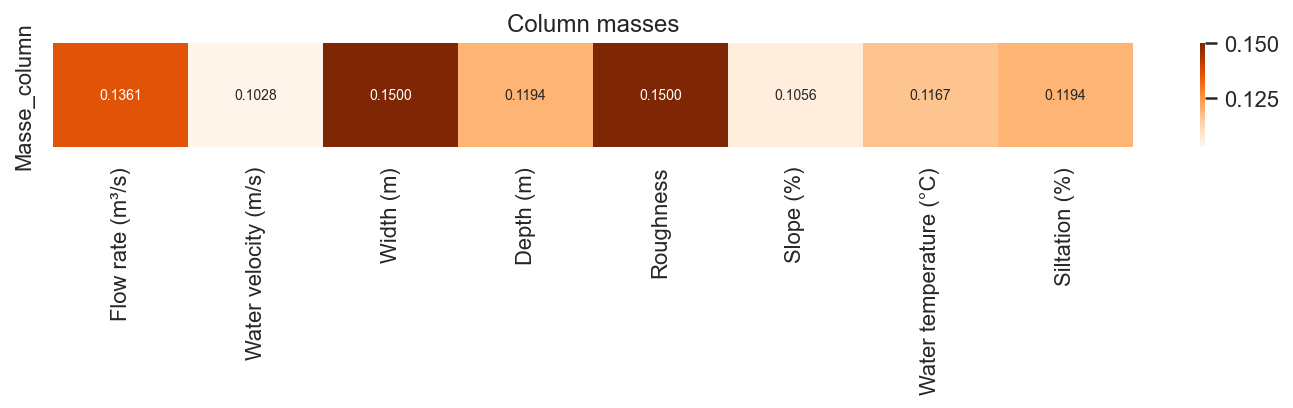 Column masses
Masse_column
0.1361 0.1028 0.1500 0.1194 0.1500 0.1056 0.1167 0.1194
0.150
0.125
Flow rate (m³/s)
Water velocity (m/s)
Width (m)
Depth (m)
Roughness
Slope (%)
Water temperature (°C)
Siltation (%)